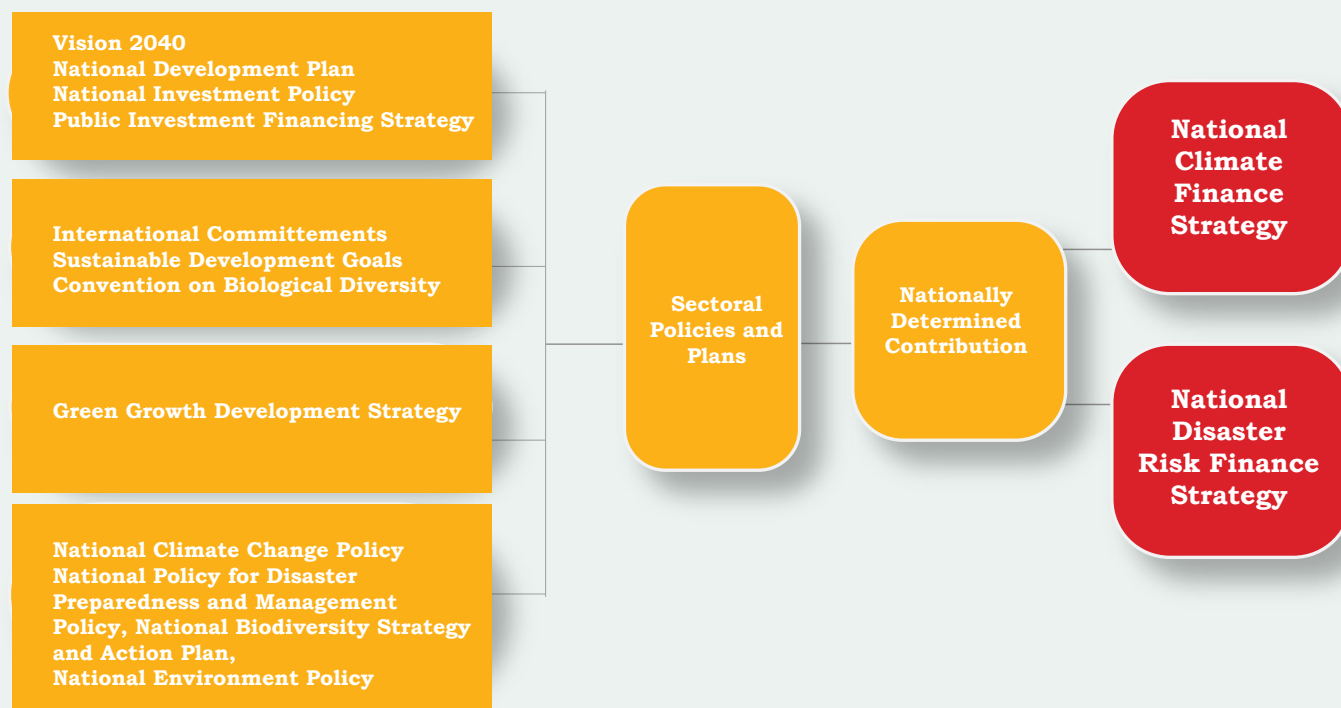 Vision 2040
National Development Plan
National Investment Policy
Public Investment Financing Strategy
International Committements
Sustainable Development Goals
Convention on Biological Diversity
Green Growth Development Strategy
National Climate Change Policy
National Policy for Disaster
Preparedness and Management
Policy, National Biodiversity Strategy
and Action Plan,
National Environment Policy
Sectoral
Policies and
Plans
Nationally
Determined
Contribution
National
Climate
Finance
Strategy
National
Disaster
Risk Finance
Strategy